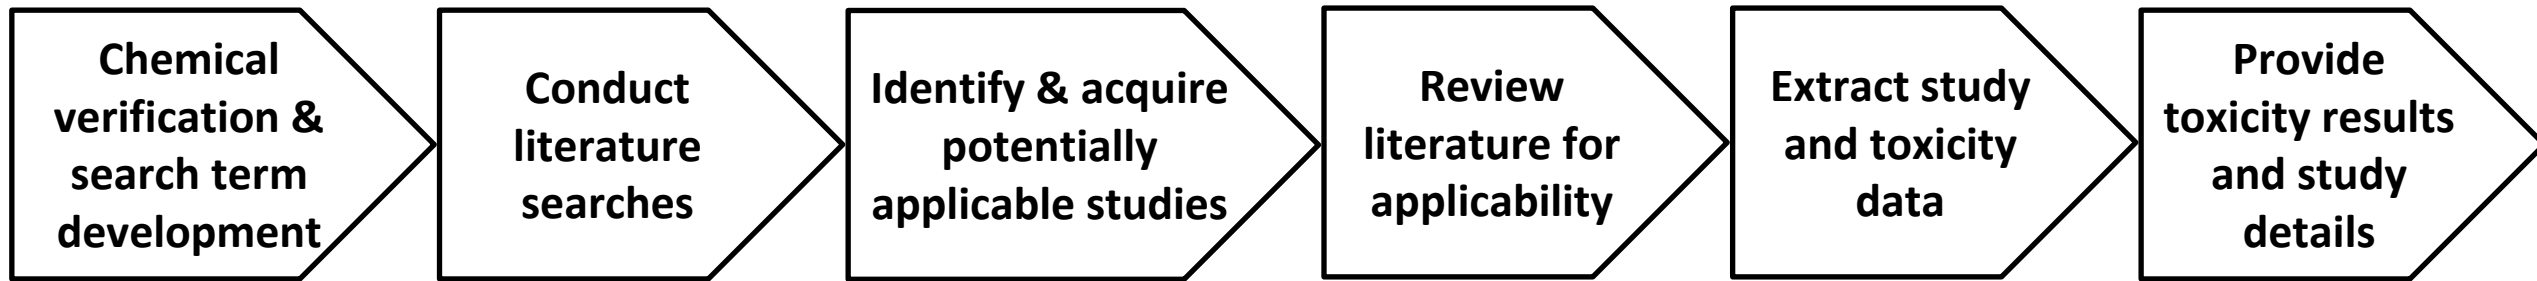 Chemical
verification &
search term
development
Conduct
literature
searches
Identify & acquire
potentially
applicable studies
Review
literature for
applicability
Extract study
and toxicity
data
Provide
toxicity results
and study
details